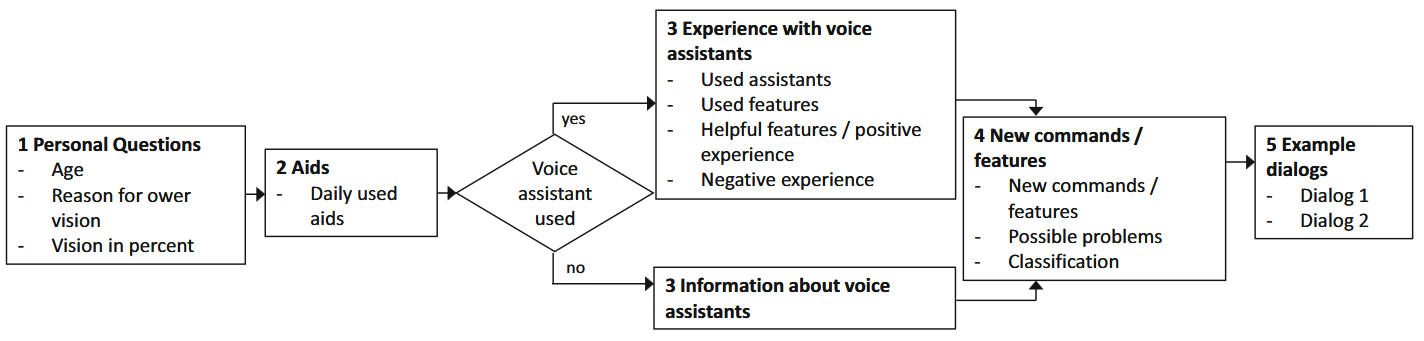 1 Personal Questions
- Age
- Reason for ower
vision
- Vision in percent
2 Aids
- Daily used
aids
Voice
assistant
used
yes
3 Experience with voice
assistants
- Used assistants
- Used features
- Helpful features / positive
experience
- Negative experience
no
3 Information about voice
assistants
4 New commands /
features
- New commands /
features
- Possible problems
- Classification
5 Example
dialogs
- Dialog 1
- Dialog 2